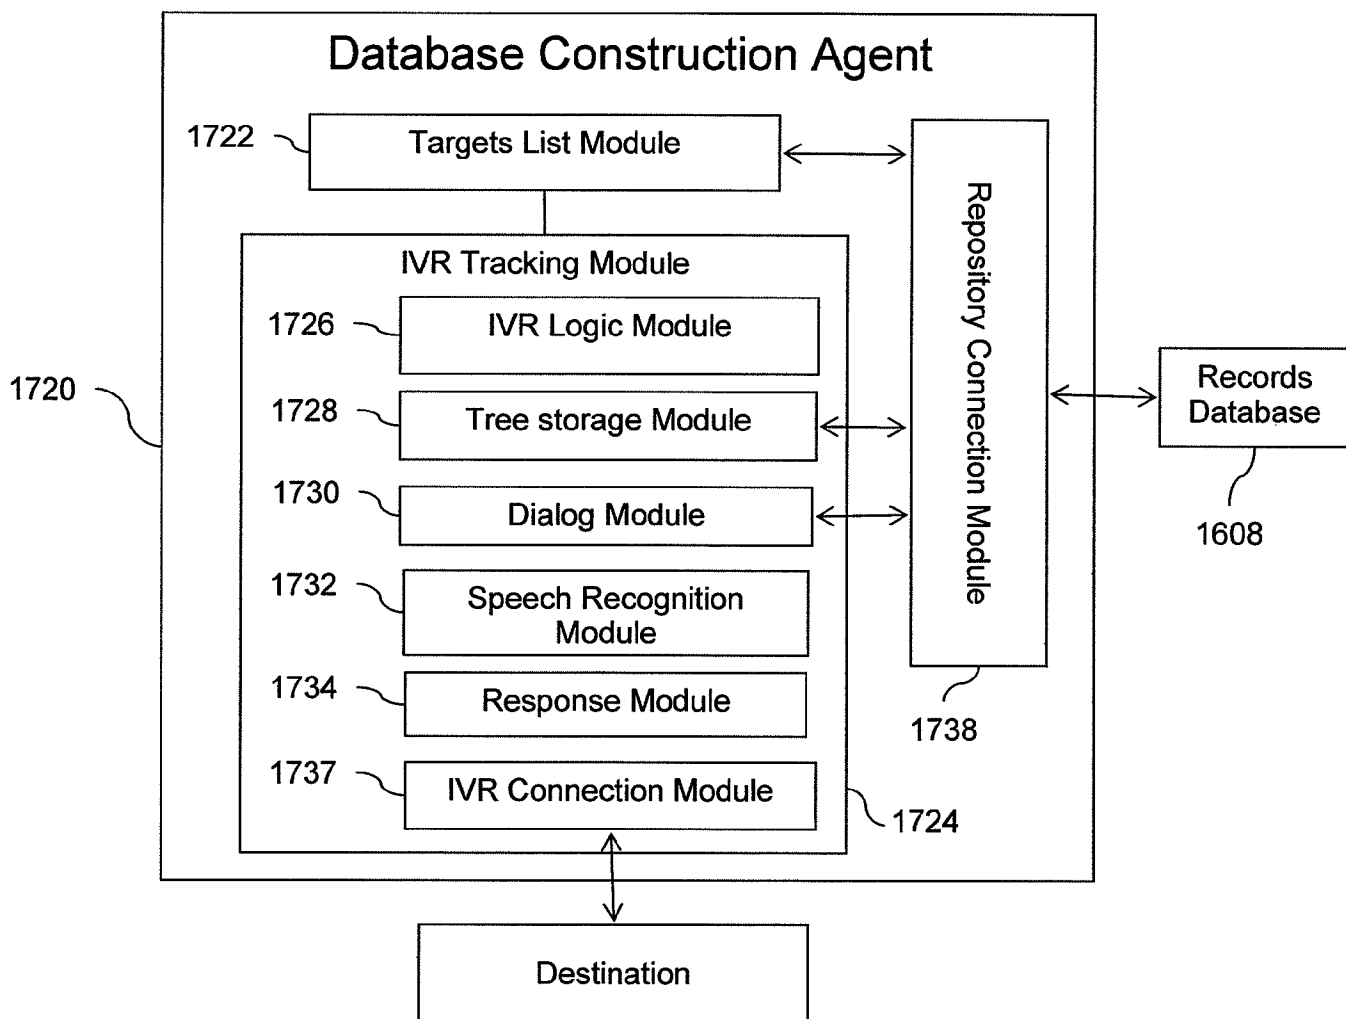 Database Construction Agent
1722
Targets List Module
IVR Tracking Module
1726
IVR Logic Module
1720
1728
Tree storage Module
1730
Dialog Module
1732
Speech Recognition
Module
1734
Response Module
1737
IVR Connection Module
1724
Repository Connection Module
1738
Records
Database
1608
Destination